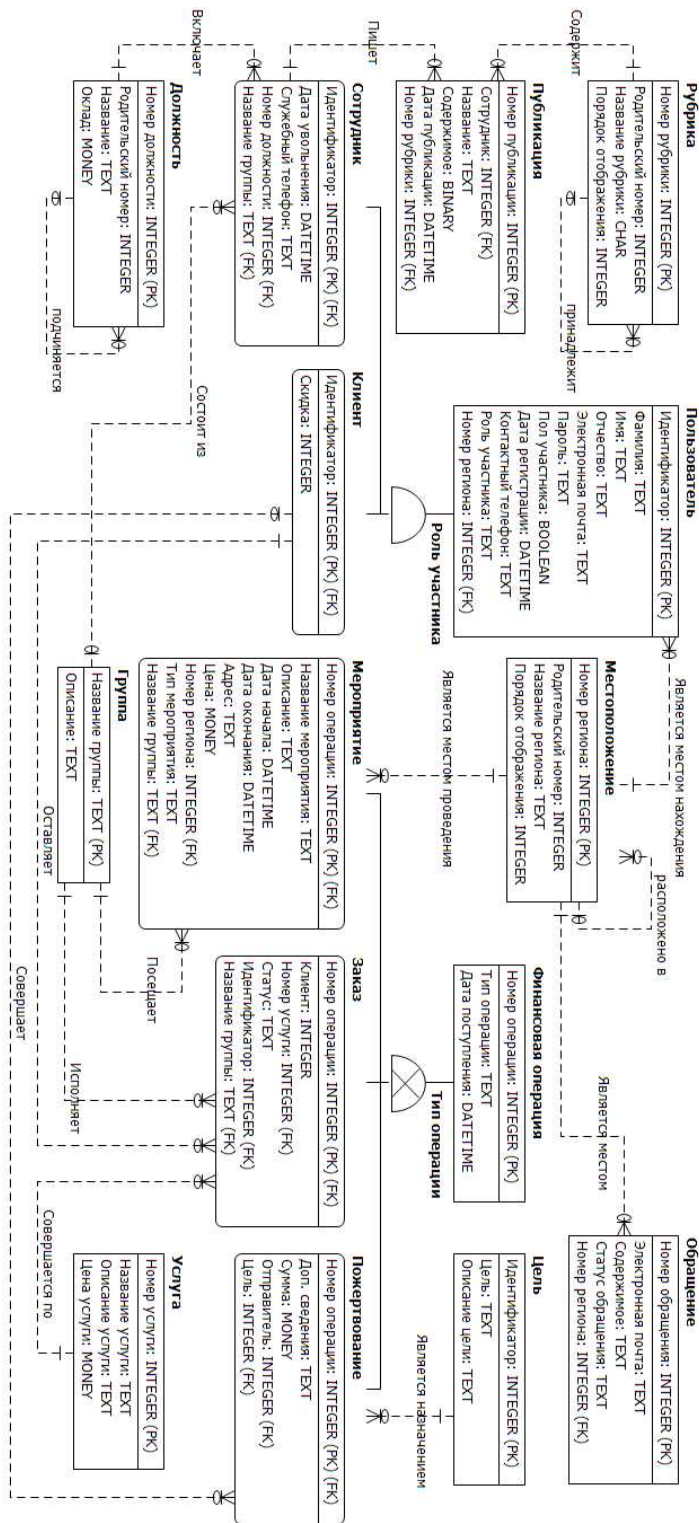 Рубрика
Номер рубрики: INTEGER (PK)
Родительский номер: INTEGER
Название рубрики: CHAR
Порядок отображения: INTEGER
принадлежит
Содержит
Пользователь
Идентификатор: INTEGER (PK)
Фамилия: TEXT
Имя: TEXT
Отчество: TEXT
Электронная почта: TEXT
Пароль: TEXT
Пол участника: BOOLEAN
Дата регистрации: DATETIME
Контактный телефон: TEXT
Роль участника: TEXT
Номер региона: INTEGER (FK)
Является местом нахождения
Местоположение
Номер региона: INTEGER (PK)
Родительский номер: INTEGER
Название региона: TEXT
Порядок отображения: INTEGER
расположено в
Является местом
Обращение
Номер обращения: INTEGER (PK)
Электронная почта: TEXT
Содержимое: TEXT
Статус обращения: TEXT
Номер региона: INTEGER (FK)
Публикация
Номер публикации: INTEGER (PK)
Сотрудник: INTEGER (FK)
Название: TEXT
Содержимое: BINARY
Дата публикации: DATETIME
Номер рубрики: INTEGER (FK)
Пишет
Роль участника
Является местом проведения
Финансовая операция
Номер операции: INTEGER (PK)
Тип операции: TEXT
Дата поступления: DATETIME
Тип операции
Цель
Идентификатор: INTEGER (PK)
Цель: TEXT
Описание цели: TEXT
Является назначением
Сотрудник
Идентификатор: INTEGER (PK) (FK)
Дата увольнения: DATETIME
Служебный телефон: TEXT
Номер должности: INTEGER (FK)
Название группы: TEXT (FK)
Включает
Клиент
Идентификатор: INTEGER (PK) (FK)
Скидка: INTEGER
Мероприятие
Номер операции: INTEGER (PK) (FK)
Название мероприятия: TEXT
Описание: TEXT
Дата начала: DATETIME
Дата окончания: DATETIME
Адрес: TEXT
Цена: MONEY
Номер региона: INTEGER (FK)
Тип мероприятия: TEXT
Название группы: TEXT (FK)
Заказ
Номер операции: INTEGER (PK) (FK)
Клиент: INTEGER
Номер услуги: INTEGER (FK)
Статус: TEXT
Идентификатор: INTEGER (FK)
Название группы: TEXT (FK)
Пожертвование
Номер операции: INTEGER (PK) (FK)
Доп. сведения: TEXT
Сумма: MONEY
Отправитель: INTEGER (FK)
Цель: INTEGER (FK)
Должность
Номер должности: INTEGER (PK)
Родительский номер: INTEGER
Название: TEXT
Оклад: MONEY
подчиняется
Состоит из
Группа
Название группы: TEXT (PK)
Описание: TEXT
Посещает
Исполняет
Оставляет
Совершает
Совершается по
Услуга
Номер услуги: INTEGER (PK)
Название услуги: TEXT
Описание услуги: TEXT
Цена услуги: MONEY